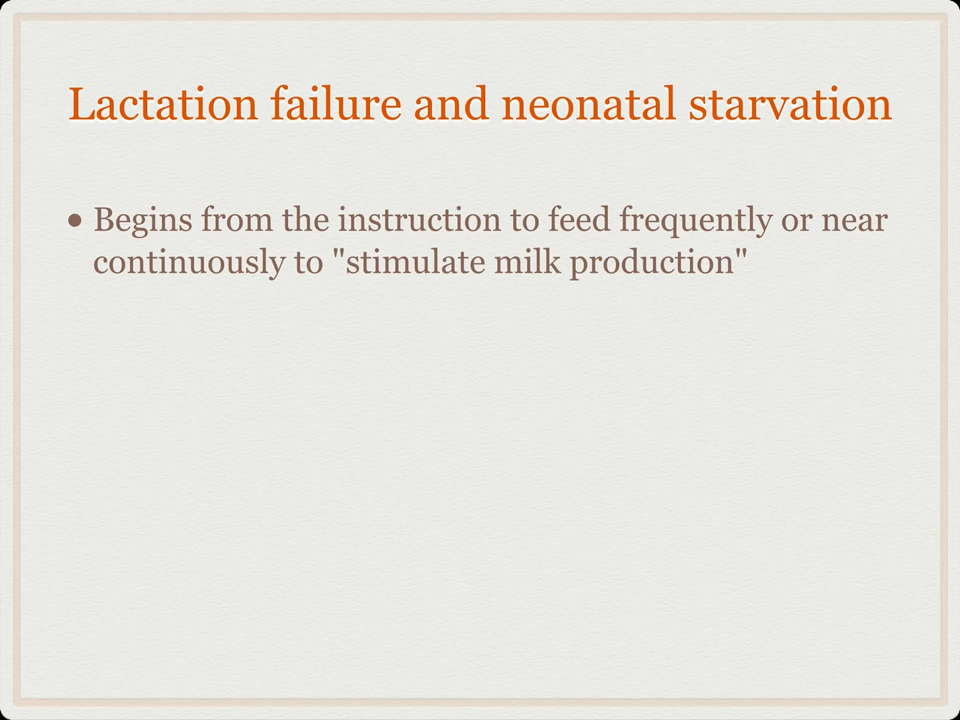 Lactation failure and neonatal starvation
• Begins from the instruction to feed frequently or near
continuously to "stimulate milk production"